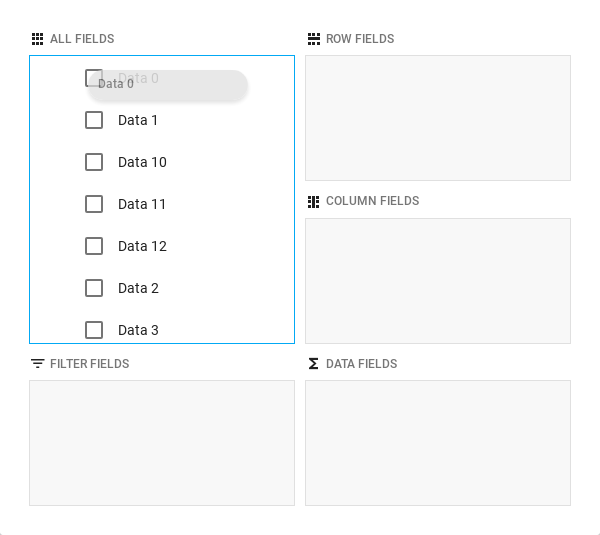 ALL FIELDS
Data 0
Data 0
Data 1
Data 10
Data 11
Data 12
Data 2
Data 3
ROW FIELDS
COLUMN FIELDS
FILTER FIELDS
DATA FIELDS